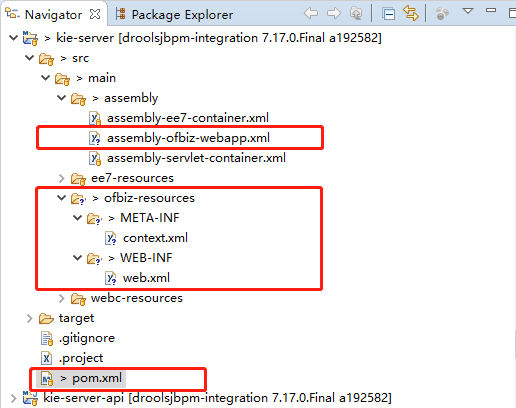 Navigator Package Explorer
> kie-server [droolsjbpm-integration 7.17.0.Final a192582]
> src
> main
> assembly
assembly-ee7-container.xml
assembly-ofbiz-webapp.xml
assembly-servlet-container.xml
ee7-resources
> ofbiz-resources
> META-INF
context.xml
> WEB-INF
web.xml
webc-resources
target
.gitignore
.project
> pom.xml
kie-server-api [droolsjbpm-integration 7.17.0.Final a192582]